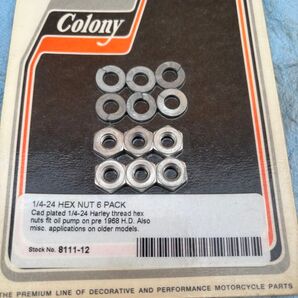 Colony
1/4-24 HEX NUT 6 PACK
Cad plated 1/4-24 Harley thread hex
nuts fit oil pump on pre 1968 H.D. Also
misc. applications on older models.
Stock No. 8111-12
THE PREMIUM LINE OF DECORATIVE AND PERFORMANCE MOTORCYCLE PARTS